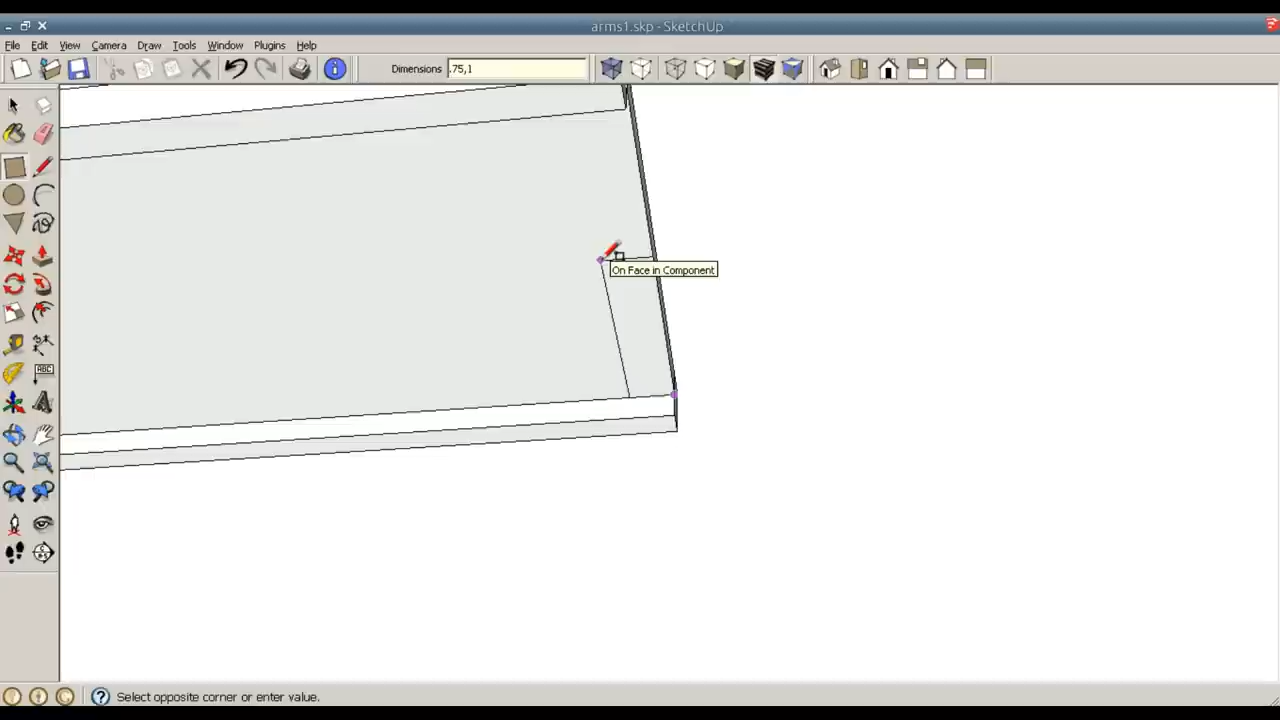 arms1.skp - SketchUp
File Edit View Camera Draw Tools Window Plugins Help
Dimensions .75,1
On Face in Component
ABC
Select opposite corner or enter value.